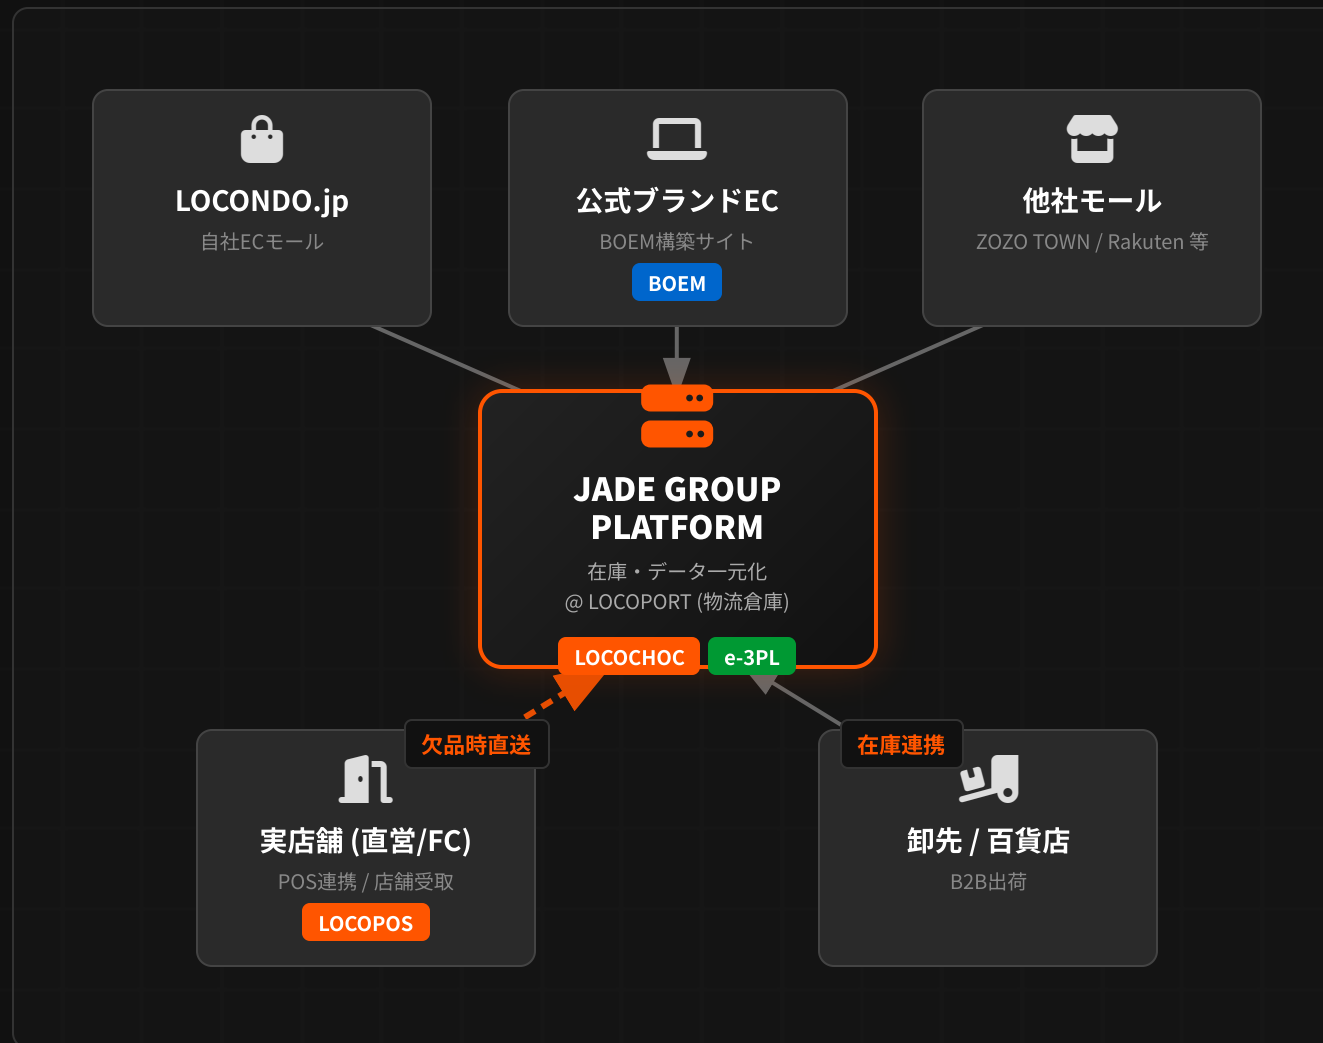 LOCONDO.jp
自社ECモール
公式ブランドEC
BOEM構築サイト
BOEM
他社モール
ZOZO TOWN / Rakuten 等
JADE GROUP
PLATFORM
在庫・データ一元化
@ LOCOPORT (物流倉庫)
LOCOCHOC
e-3PL
欠品時直送
在庫連携
実店舗 (直営/FC)
POS連携 / 店舗受取
LOCOPOS
卸先 / 百貨店
B2B出荷